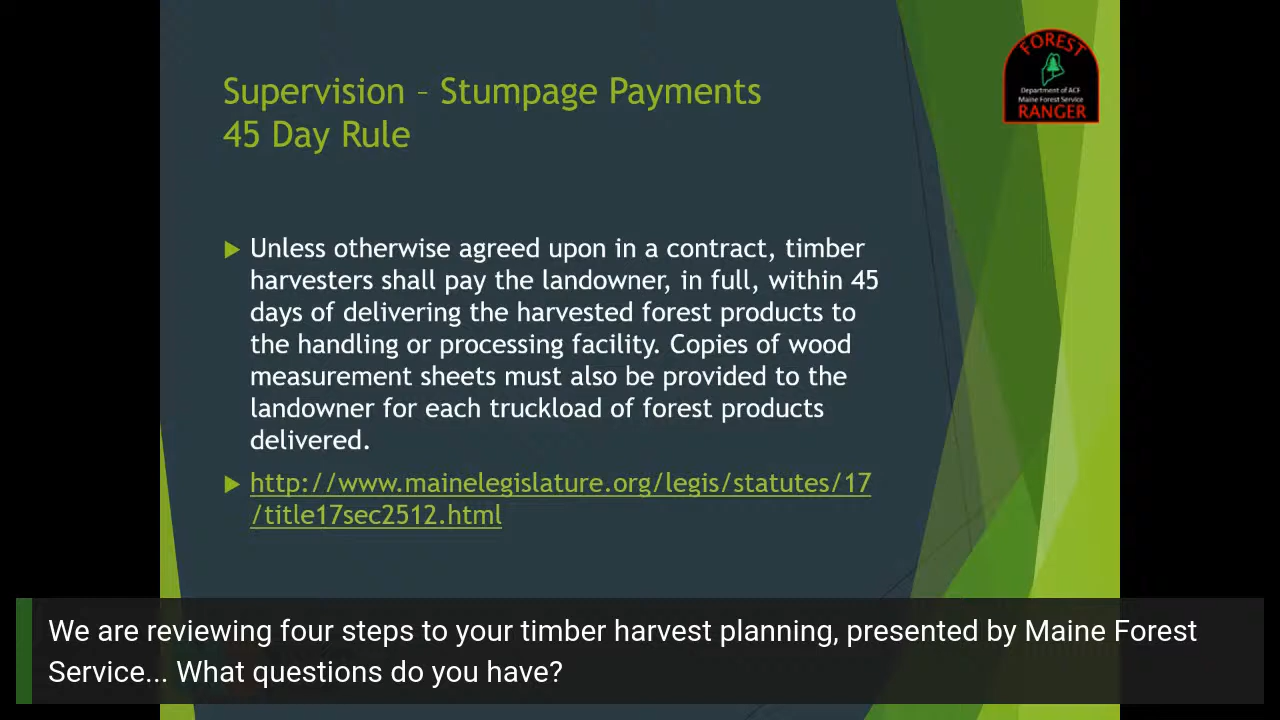 Supervision – Stumpage Payments
45 Day Rule
FOREST
Department of ACF
Maine Forest Service
RANGER
Unless otherwise agreed upon in a contract, timber
harvesters shall pay the landowner, in full, within 45
days of delivering the harvested forest products to
the handling or processing facility. Copies of wood
measurement sheets must also be provided to the
landowner for each truckload of forest products
delivered.
http://www.mainelegislature.org/legis/statutes/17
/title17sec2512.html
We are reviewing four steps to your timber harvest planning, presented by Maine Forest
Service... What questions do you have?